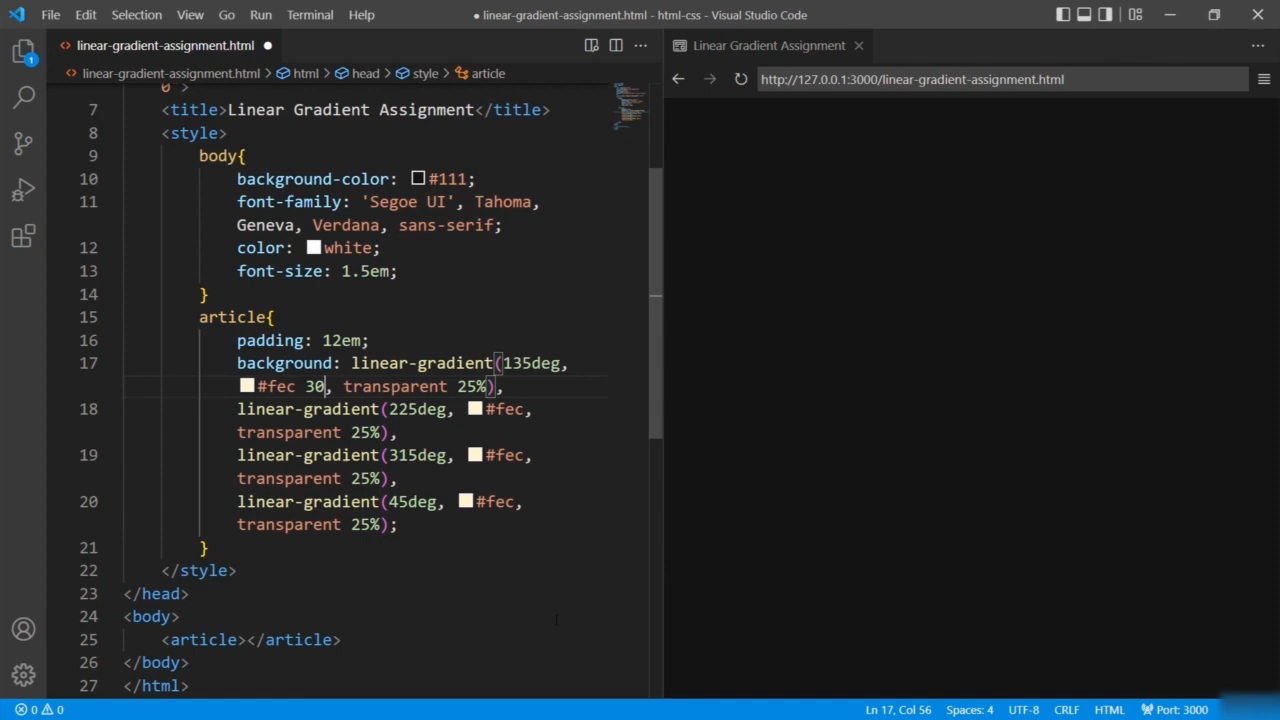 File Edit Selection View Go Run Terminal Help
● linear-gradient-assignment.html - html-css - Visual Studio Code
1
<> linear-gradient-assignment.html ●
<> linear-gradient-assignment.html > html > head > style > article
0">
7 <title>Linear Gradient Assignment</title>
8 <style>
9 body{
10 background-color: #111;
11 font-family: 'Segoe UI', Tahoma,
Geneva, Verdana, sans-serif;
12 color: white;
13 font-size: 1.5em;
14 }
15 article{
16 padding: 12em;
17 background: linear-gradient(135deg,
#fec 30, transparent 25%),
18 linear-gradient(225deg, #fec,
transparent 25%),
19 linear-gradient(315deg, #fec,
transparent 25%),
20 linear-gradient(45deg, #fec,
transparent 25%);
21 }
22 </style>
23 </head>
24 <body>
25 <article></article>
26 </body>
27 </html>
Linear Gradient Assignment
http://127.0.0.1:3000/linear-gradient-assignment.html
0 0 Ln 17, Col 56 Spaces: 4 UTF-8 CRLF HTML Port: 3000